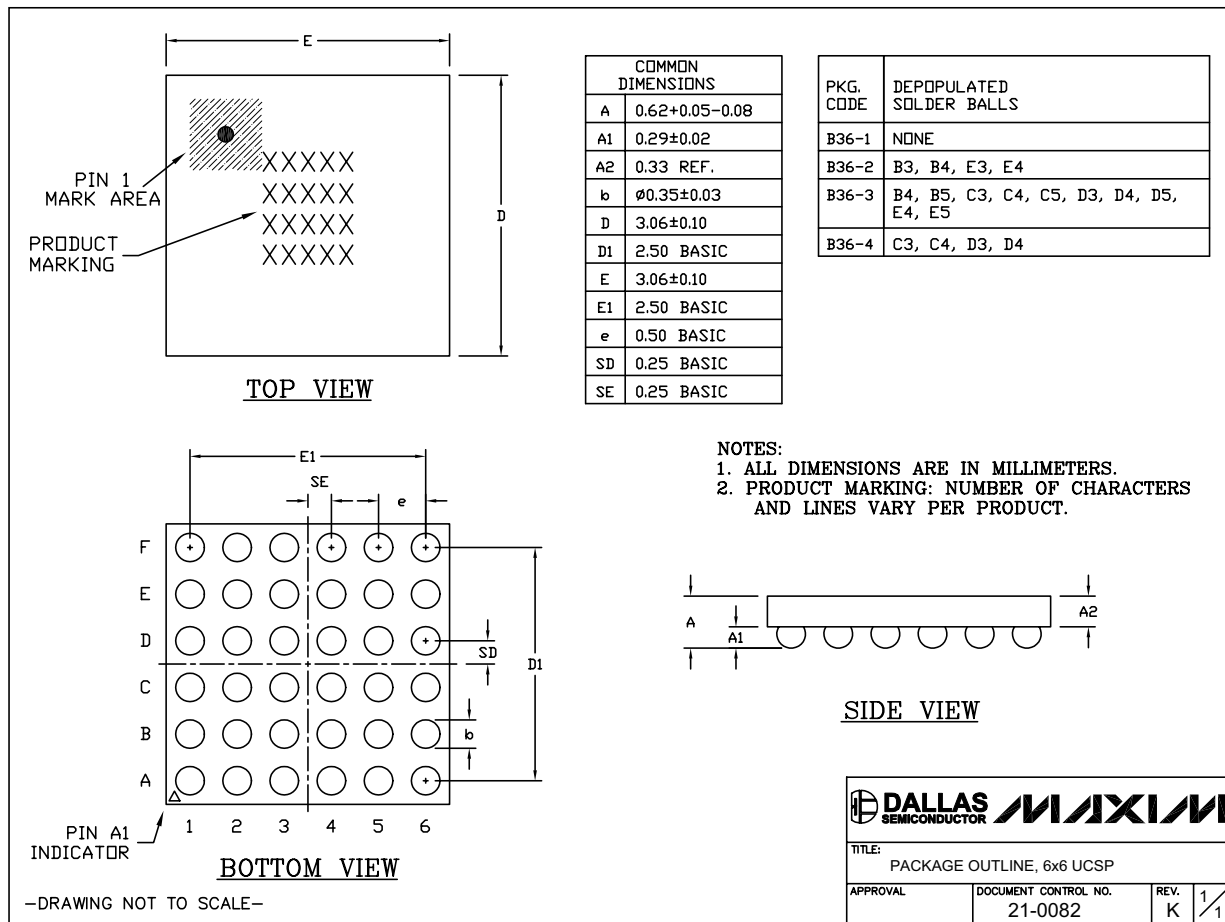 E
D
PIN 1
MARK AREA
PRODUCT
MARKING
XXXXX
XXXXX
XXXXX
XXXXX
TOP VIEW
COMMON
DIMENSIONS
A 0.62+0.05-0.08
A1 0.29±0.02
A2 0.33 REF.
b Ø0.35±0.03
D 3.06±0.10
D1 2.50 BASIC
E 3.06±0.10
E1 2.50 BASIC
e 0.50 BASIC
SD 0.25 BASIC
SE 0.25 BASIC
PKG. CODE DEPOPULATED SOLDER BALLS
B36-1 NONE
B36-2 B3, B4, E3, E4
B36-3 B4, B5, C3, C4, C5, D3, D4, D5,
E4, E5
B36-4 C3, C4, D3, D4
NOTES:
1. ALL DIMENSIONS ARE IN MILLIMETERS.
2. PRODUCT MARKING: NUMBER OF CHARACTERS
AND LINES VARY PER PRODUCT.
E1
SE
e
F
E
D
C
B
A
SD
D1
b
1 2 3 4 5 6
PIN A1
INDICATOR
BOTTOM VIEW
-DRAWING NOT TO SCALE-
A
A1
A2
SIDE VIEW
DALLAS
SEMICONDUCTOR
MAXIM
TITLE:
PACKAGE OUTLINE, 6x6 UCSP
APPROVAL
DOCUMENT CONTROL NO.
21-0082
REV.
K
1/1